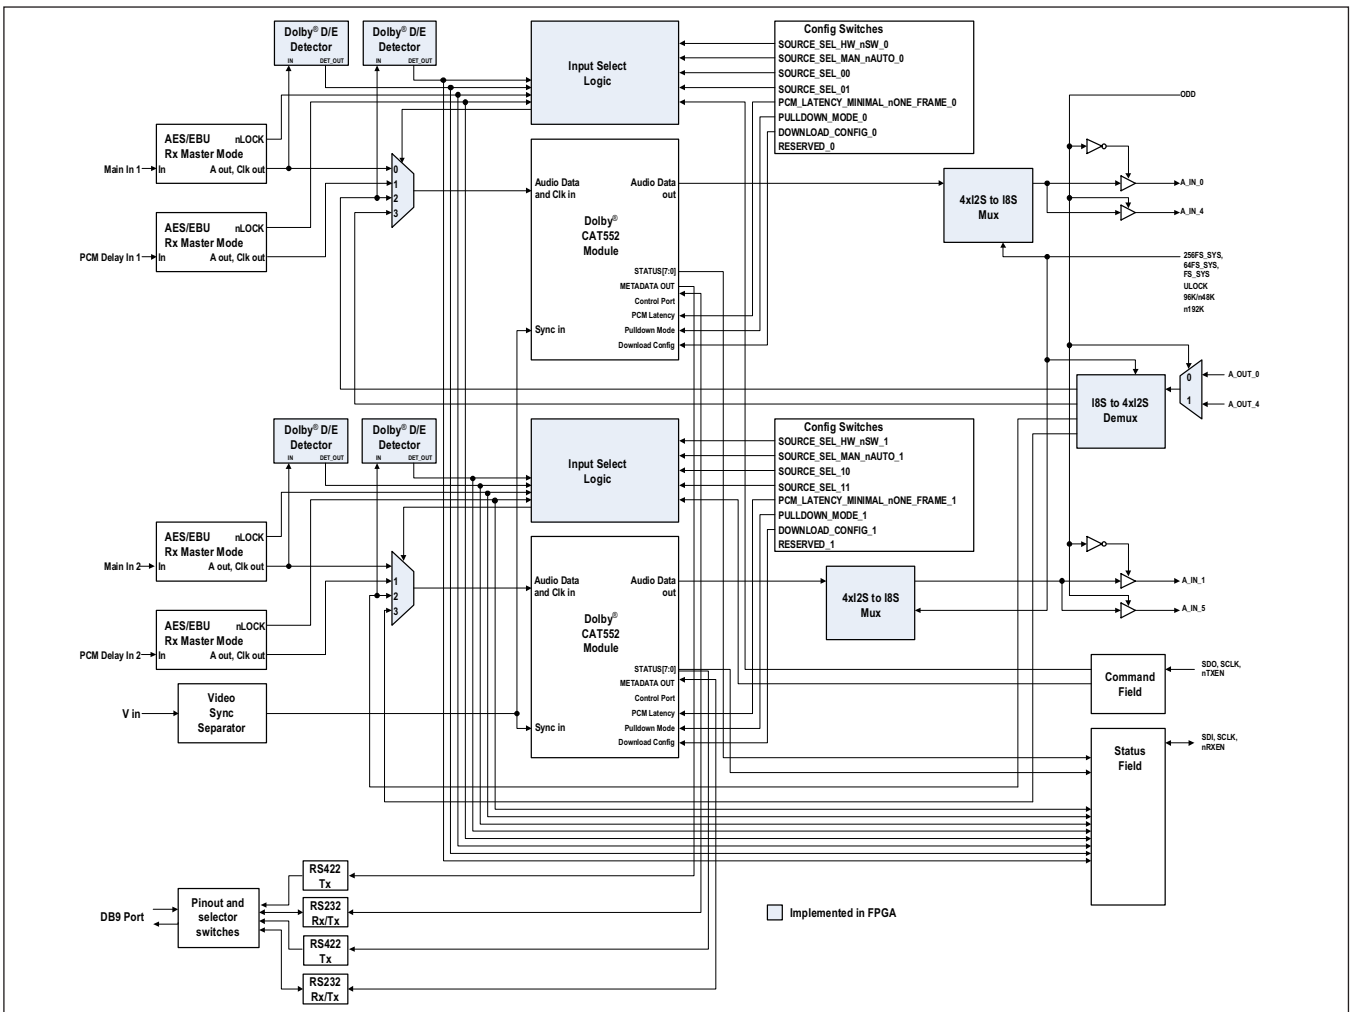 Dolby® D/E
Detector
IN
DET_OUT
Dolby® D/E
Detector
IN
DET_OUT
Input Select
Logic
Config Switches
SOURCE_SEL_HW_nSW_0
SOURCE_SEL_MAN_nAUTO_0
SOURCE_SEL_00
SOURCE_SEL_01
PCM_LATENCY_MINIMAL_nONE_FRAME_0
PULLDOWN_MODE_0
DOWNLOAD_CONFIG_0
RESERVED_0
ODD
AES/EBU
nLOCK
Rx Master Mode
Main In 1
In
A out, Clk out
AES/EBU
nLOCK
Rx Master Mode
PCM Delay In 1
In
A out, Clk out
0
1
2
3
Audio Data
and Clk in
Audio Data
out
Dolby®
CAT552
Module
STATUS[7:0]
METADATA OUT
Control Port
PCM Latency
Sync in
Pulldown Mode
Download Config
4xI2S to I8S
Mux
A_IN_0
A_IN_4
256FS_SYS,
64FS_SYS,
FS_SYS
ULOCK
96K/n48K
n192K
I8S to 4xI2S
Demux
0
1
A_OUT_0
A_OUT_4
Dolby® D/E
Detector
IN
DET_OUT
Dolby® D/E
Detector
IN
DET_OUT
Input Select
Logic
Config Switches
SOURCE_SEL_HW_nSW_1
SOURCE_SEL_MAN_nAUTO_1
SOURCE_SEL_10
SOURCE_SEL_11
PCM_LATENCY_MINIMAL_nONE_FRAME_1
PULLDOWN_MODE_1
DOWNLOAD_CONFIG_1
RESERVED_1
AES/EBU
nLOCK
Rx Master Mode
Main In 2
In
A out, Clk out
AES/EBU
nLOCK
Rx Master Mode
PCM Delay In 2
In
A out, Clk out
0
1
2
3
Audio Data
and Clk in
Audio Data
out
Dolby®
CAT552
Module
STATUS[7:0]
METADATA OUT
Control Port
PCM Latency
Sync in
Pulldown Mode
Download Config
4xI2S to I8S
Mux
A_IN_1
A_IN_5
V in
Video
Sync
Separator
Command
Field
SDO, SCLK,
nTXEN
Status
Field
SDI, SCLK,
nRXEN
DB9 Port
Pinout and
selector
switches
RS422
Tx
RS232
Rx/Tx
RS422
Tx
RS232
Rx/Tx
Implemented in FPGA